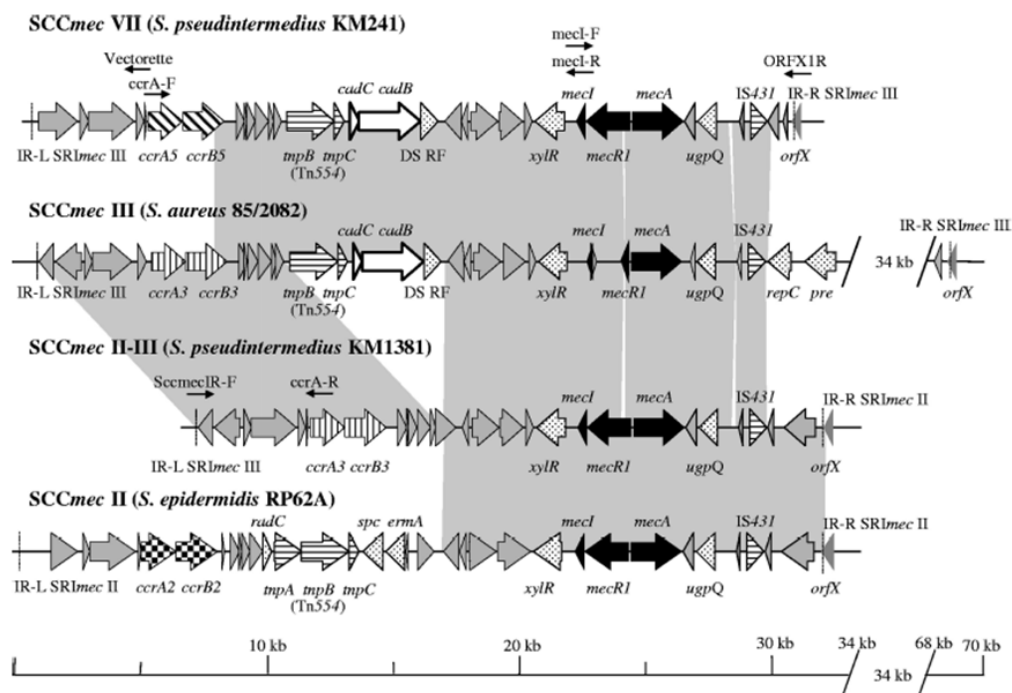 SCCmec VII (S. pseudintermedius KM241)
mecI-F
Vectorette mecI-R ORFX1R
ccrA-F
cadC cadB mecI mecA IS431 IR-R SRImec III
IR-L SRImec III ccrA5 ccrB5 tnpB tnpC DS RF xylR mecR1 ugpQ orfX
(Tn554)
SCCmec III (S. aureus 85/2082)
IR-R SRImec III
cadC cadB mecI mecA IS431
34 kb
IR-L SRImec III ccrA3 ccrB3 tnpB tnpC DS RF xylR mecR1 ugpQ repC pre orfX
(Tn554)
SCCmec II-III (S. pseudintermedius KM1381)
SccmecIR-F ccrA-R
mecI mecA IS431 IR-R SRImec II
IR-L SRImec III ccrA3 ccrB3 xylR mecR1 ugpQ orfX
SCCmec II (S. epidermidis RP62A)
radC spc ermA mecI mecA IS431 IR-R SRImec II
IR-L SRImec II ccrA2 ccrB2 tnpA tnpB tnpC xylR mecR1 ugpQ orfX
(Tn554)
10 kb 20 kb 30 kb 34 kb 68 kb 70 kb
34 kb